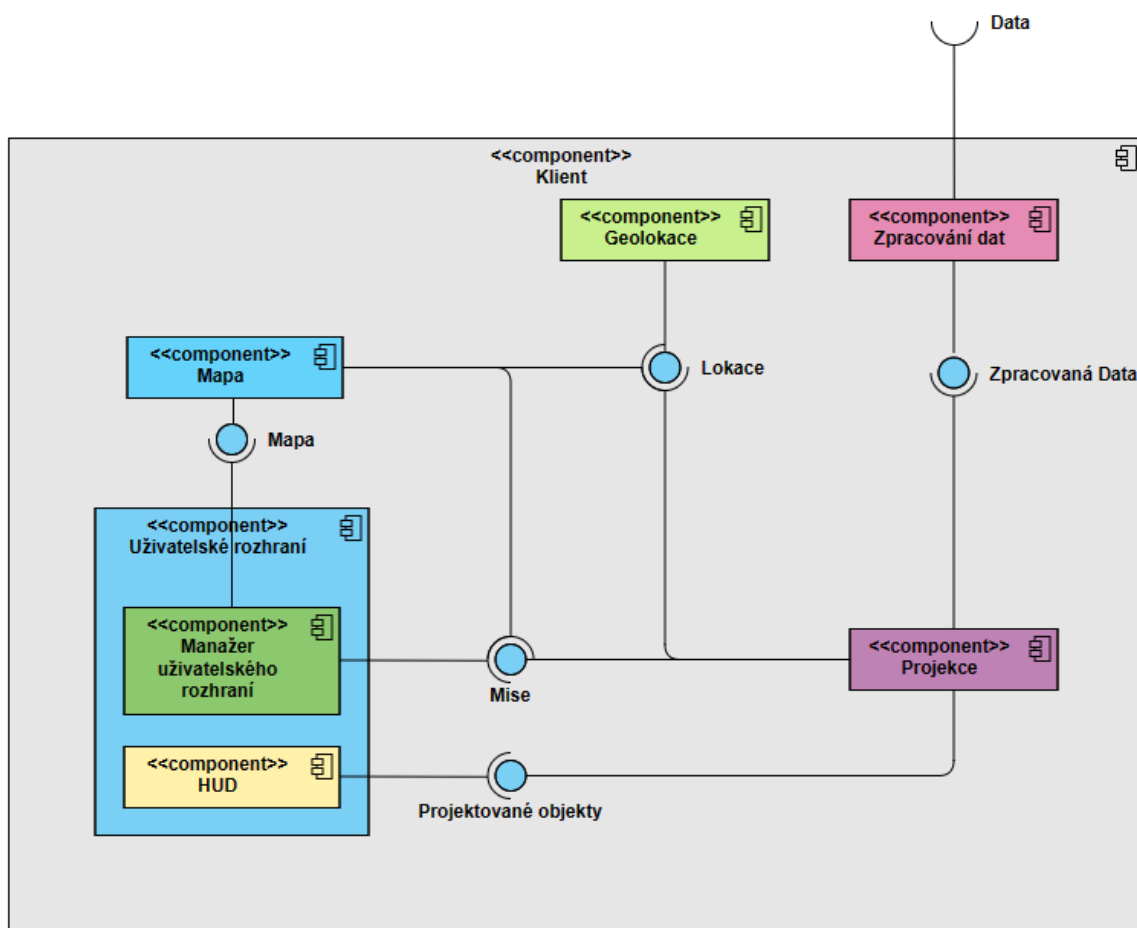 Data
<<component>>
Klient
<<component>>
Geolokace
<<component>>
Zpracování dat
<<component>>
Mapa
Lokace
Zpracovaná Data
Mapa
<<component>>
Uživatelské rozhraní
<<component>>
Manažer
uživatelského
rozhraní
<<component>>
Projekce
Mise
<<component>>
HUD
Projektované objekty